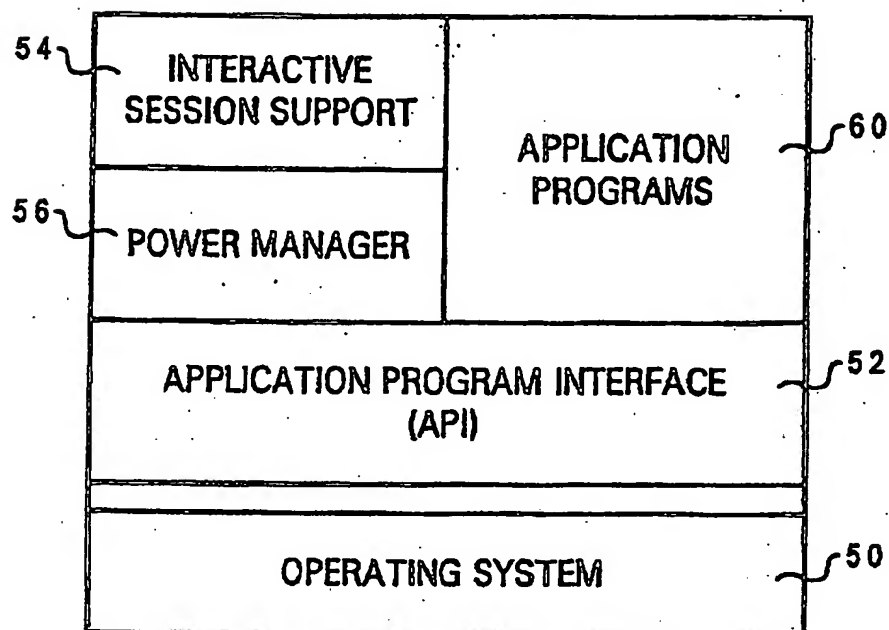 54
INTERACTIVE
SESSION SUPPORT
APPLICATION
PROGRAMS
60
56
POWER MANAGER
APPLICATION PROGRAM INTERFACE
(API)
52
OPERATING SYSTEM
50